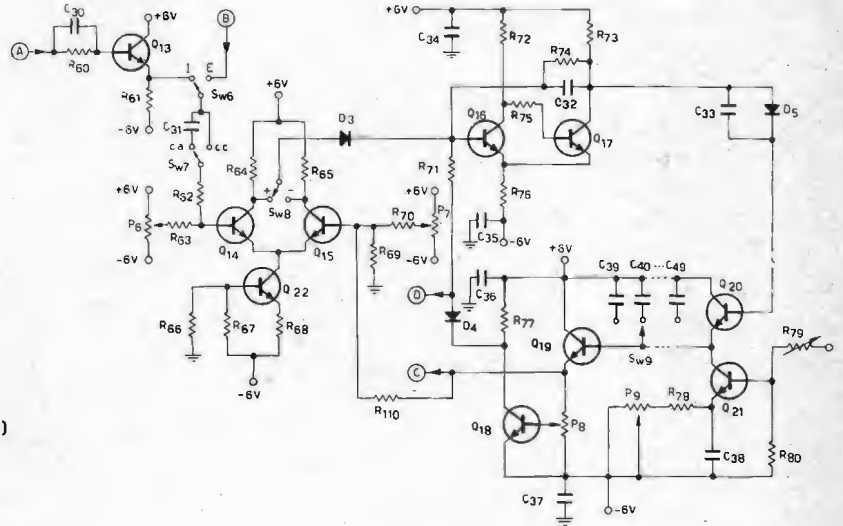 C30
A
R60
Q13
+6V
B
R61
I
E
Sw6
-6V
C31
ca
cc
Sw7
+6V
P6
-6V
R62
R63
+6V
R64
R65
+
-
Sw8
Q14
Q15
D3
Q22
R66
R67
R68
-6V
R69
R70
+6V
P7
-6V
R110
+6V
C34
R72
R73
R74
C32
R75
Q16
Q17
R71
R76
C35
-6V
C33
D5
D
C36
D4
R77
C
+6V
Q19
C39
C40
C49
Sw9
Q20
R79
Q21
P9
R78
Q18
P8
C38
R80
C37
-6V
)